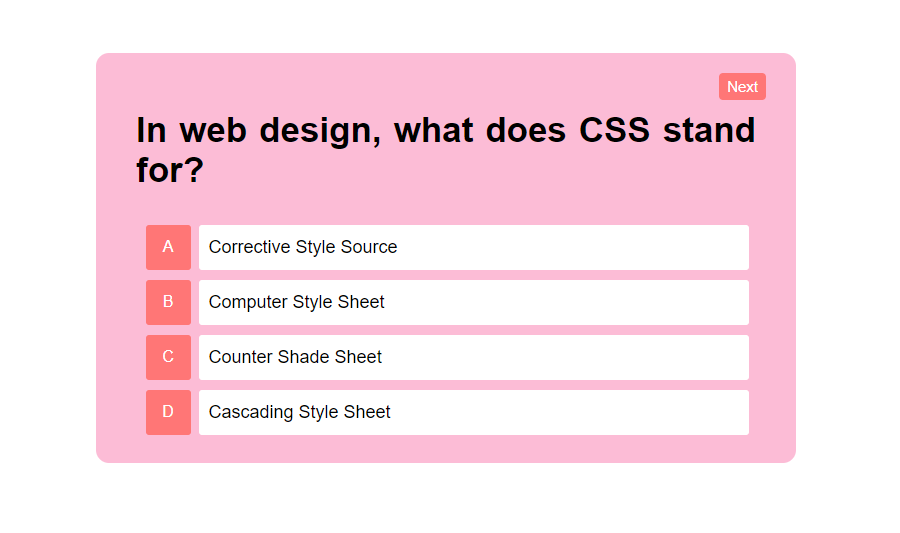 Next
In web design, what does CSS stand
for?
A Corrective Style Source
B Computer Style Sheet
C Counter Shade Sheet
D Cascading Style Sheet